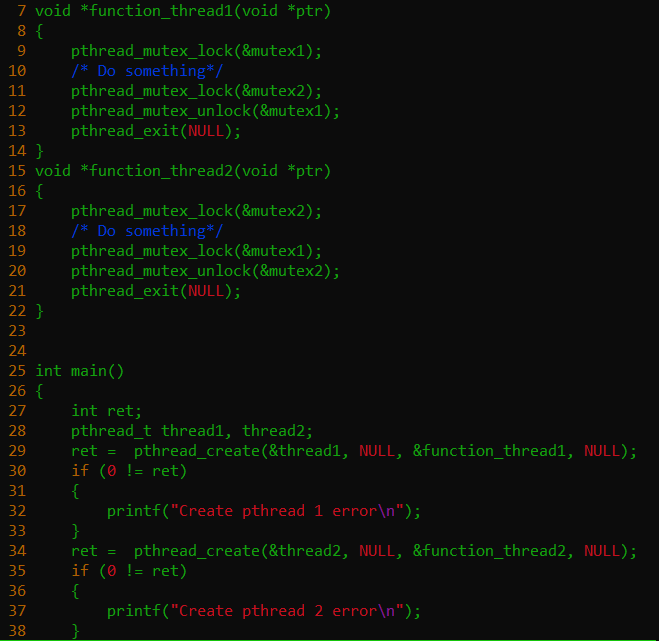 7 void *function_thread1(void *ptr)
8 {
9     pthread_mutex_lock(&mutex1);
10     /* Do something*/
11     pthread_mutex_lock(&mutex2);
12     pthread_mutex_unlock(&mutex1);
13     pthread_exit(NULL);
14 }
15 void *function_thread2(void *ptr)
16 {
17     pthread_mutex_lock(&mutex2);
18     /* Do something*/
19     pthread_mutex_lock(&mutex1);
20     pthread_mutex_unlock(&mutex2);
21     pthread_exit(NULL);
22 }
23
24
25 int main()
26 {
27     int ret;
28     pthread_t thread1, thread2;
29     ret =  pthread_create(&thread1, NULL, &function_thread1, NULL);
30     if (0 != ret)
31     {
32         printf("Create pthread 1 error\n");
33     }
34     ret =  pthread_create(&thread2, NULL, &function_thread2, NULL);
35     if (0 != ret)
36     {
37         printf("Create pthread 2 error\n");
38     }